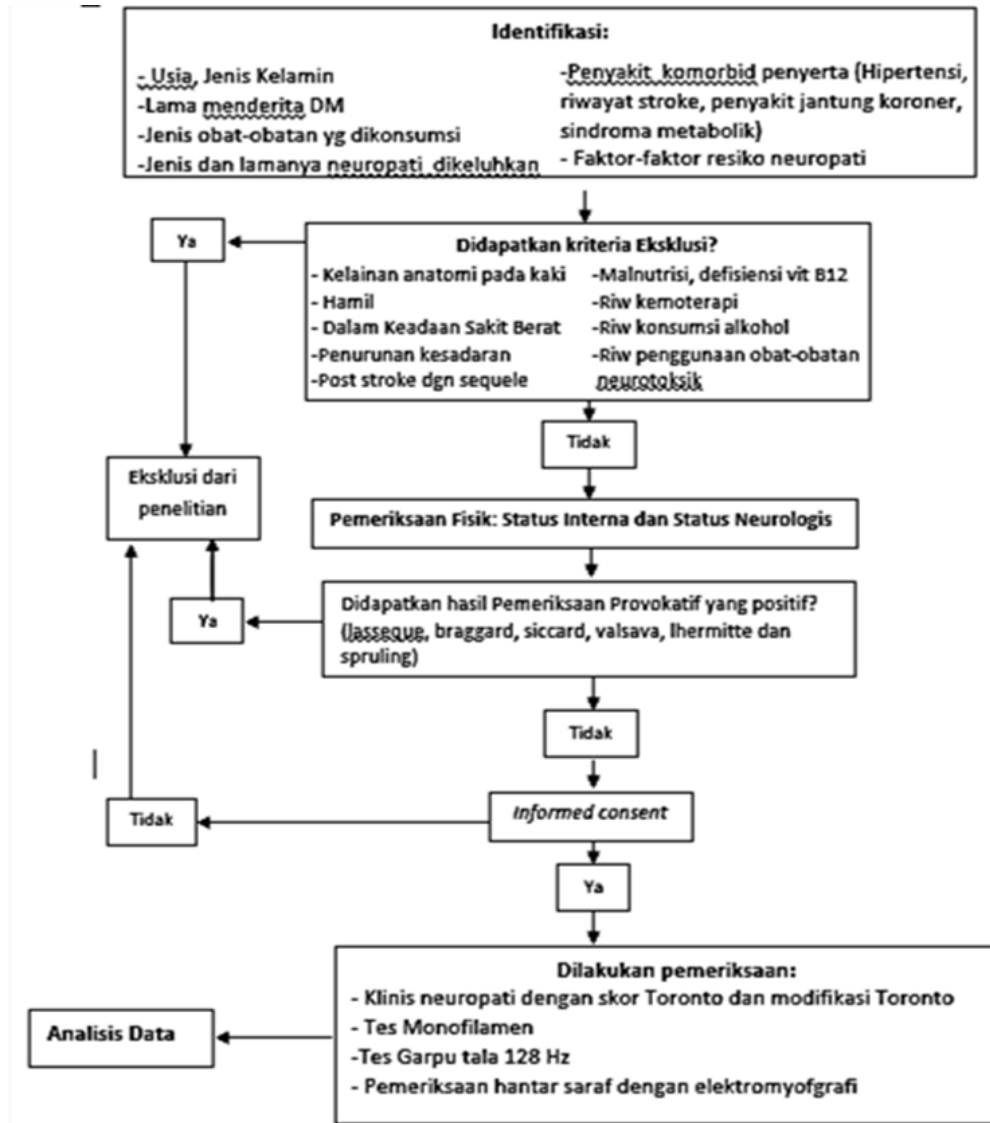 Identifikasi:
- Usia, Jenis Kelamin
-Lama menderita DM
-Jenis obat-obatan yg dikonsumsi
-Jenis dan lamanya neuropati dikeluhkan
-Penyakit komorbid penyerta (Hipertensi,
riwayat stroke, penyakit jantung koroner,
sindroma metabolik)
- Faktor-faktor resiko neuropati
Ya
Didapatkan kriteria Eksklusi?
- Kelainan anatomi pada kaki
- Hamil
- Dalam Keadaan Sakit Berat
-Penurunan kesadaran
-Post stroke dgn sequele
-Malnutrisi, defisiensi vit B12
-Riw kemoterapi
-Riw konsumsi alkohol
-Riw penggunaan obat-obatan
neurotoksik
Tidak
Eksklusi dari
penelitian
Pemeriksaan Fisik: Status Interna dan Status Neurologis
Ya
Didapatkan hasil Pemeriksaan Provokatif yang positif?
(lasseque, braggard, siccard, valsava, lhermitte dan
spruling)
Tidak
Tidak
Informed consent
Ya
Dilakukan pemeriksaan:
- Klinis neuropati dengan skor Toronto dan modifikasi Toronto
- Tes Monofilamen
-Tes Garpu tala 128 Hz
- Pemeriksaan hantar saraf dengan elektromyofgrafi
Analisis Data